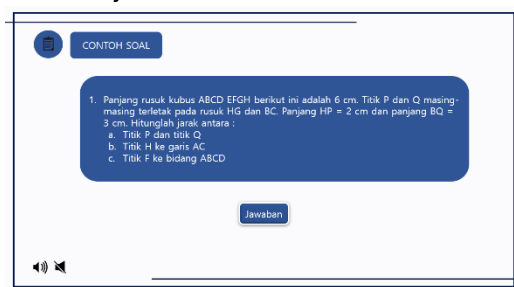 CONTOH SOAL
1. Panjang rusuk kubus ABCD EFGH berikut ini adalah 6 cm. Titik P dan Q masing-
masing terletak pada rusuk HG dan BC. Panjang HP = 2 cm dan panjang BQ =
3 cm. Hitunglah jarak antara :
a. Titik P dan titik Q
b. Titik H ke garis AC
c. Titik F ke bidang ABCD
Jawaban